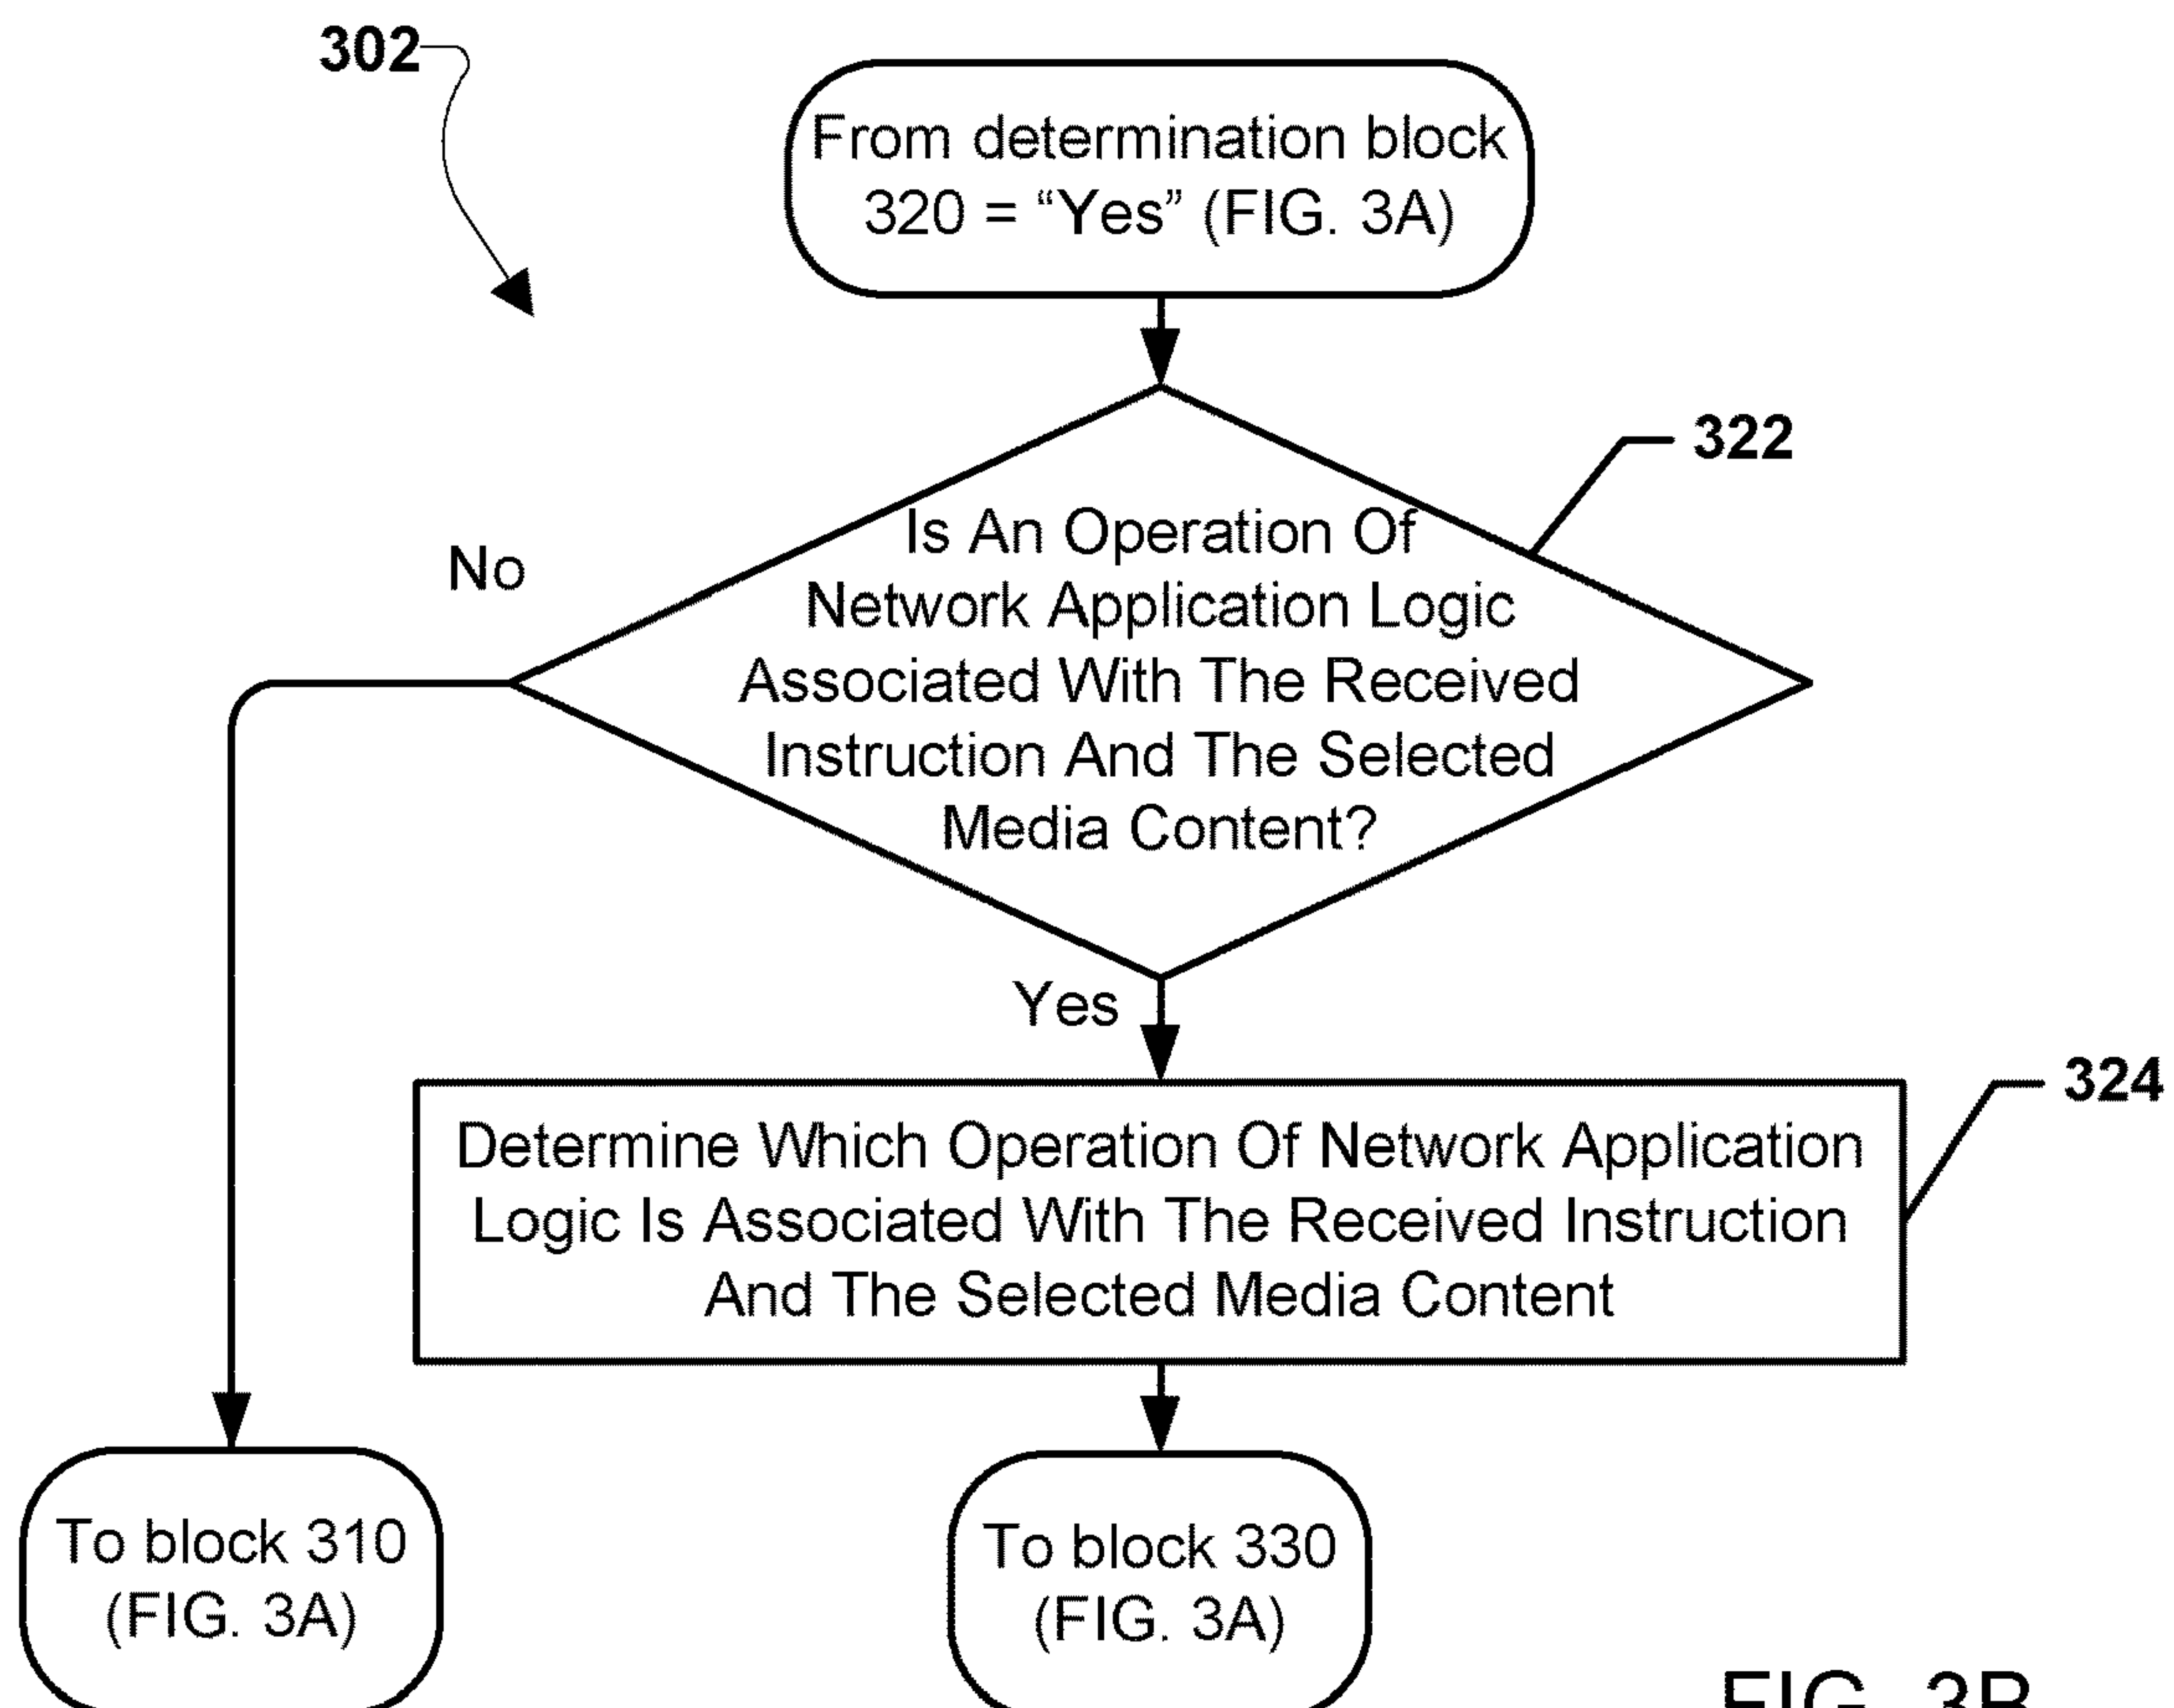 302
From determination block
320 = “Yes” (FIG. 3A)
322
Is An Operation Of
Network Application Logic
Associated With The Received
Instruction And The Selected
Media Content?
No
Yes
324
Determine Which Operation Of Network Application
Logic Is Associated With The Received Instruction
And The Selected Media Content
To block 310
(FIG. 3A)
To block 330
(FIG. 3A)
FIG. 3B